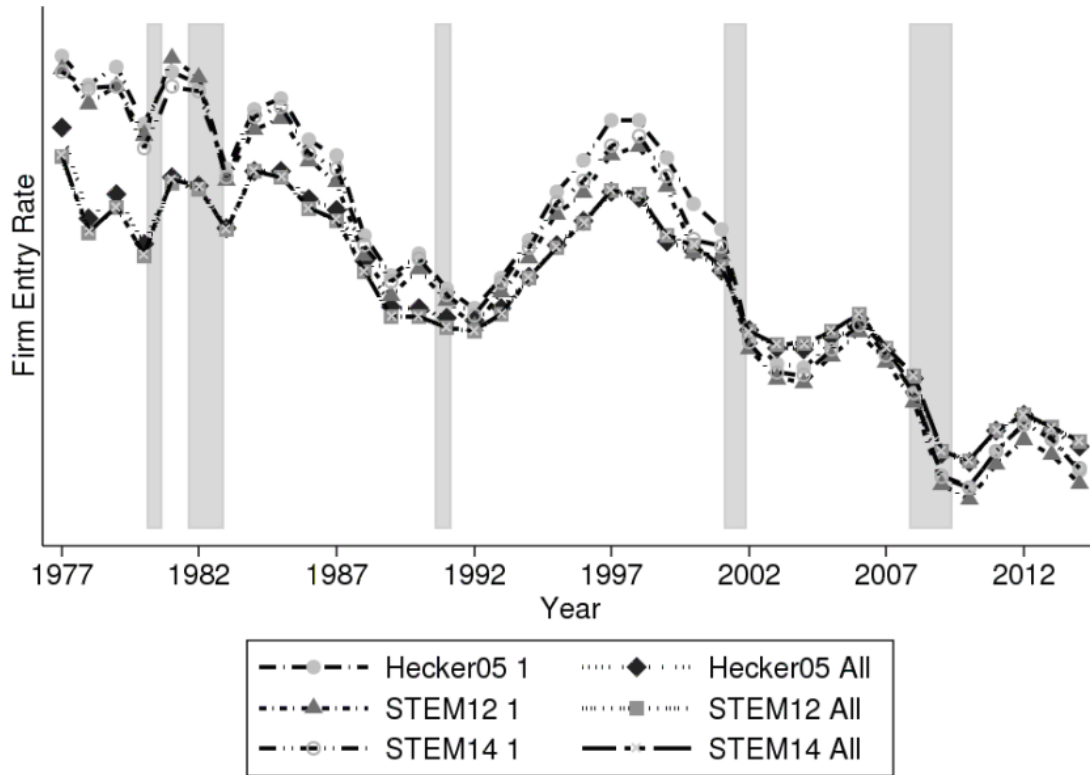 Firm Entry Rate
1977 1982 1987 1992 1997 2002 2007 2012
Year
Hecker05 1 Hecker05 All
STEM12 1 STEM12 All
STEM14 1 STEM14 All